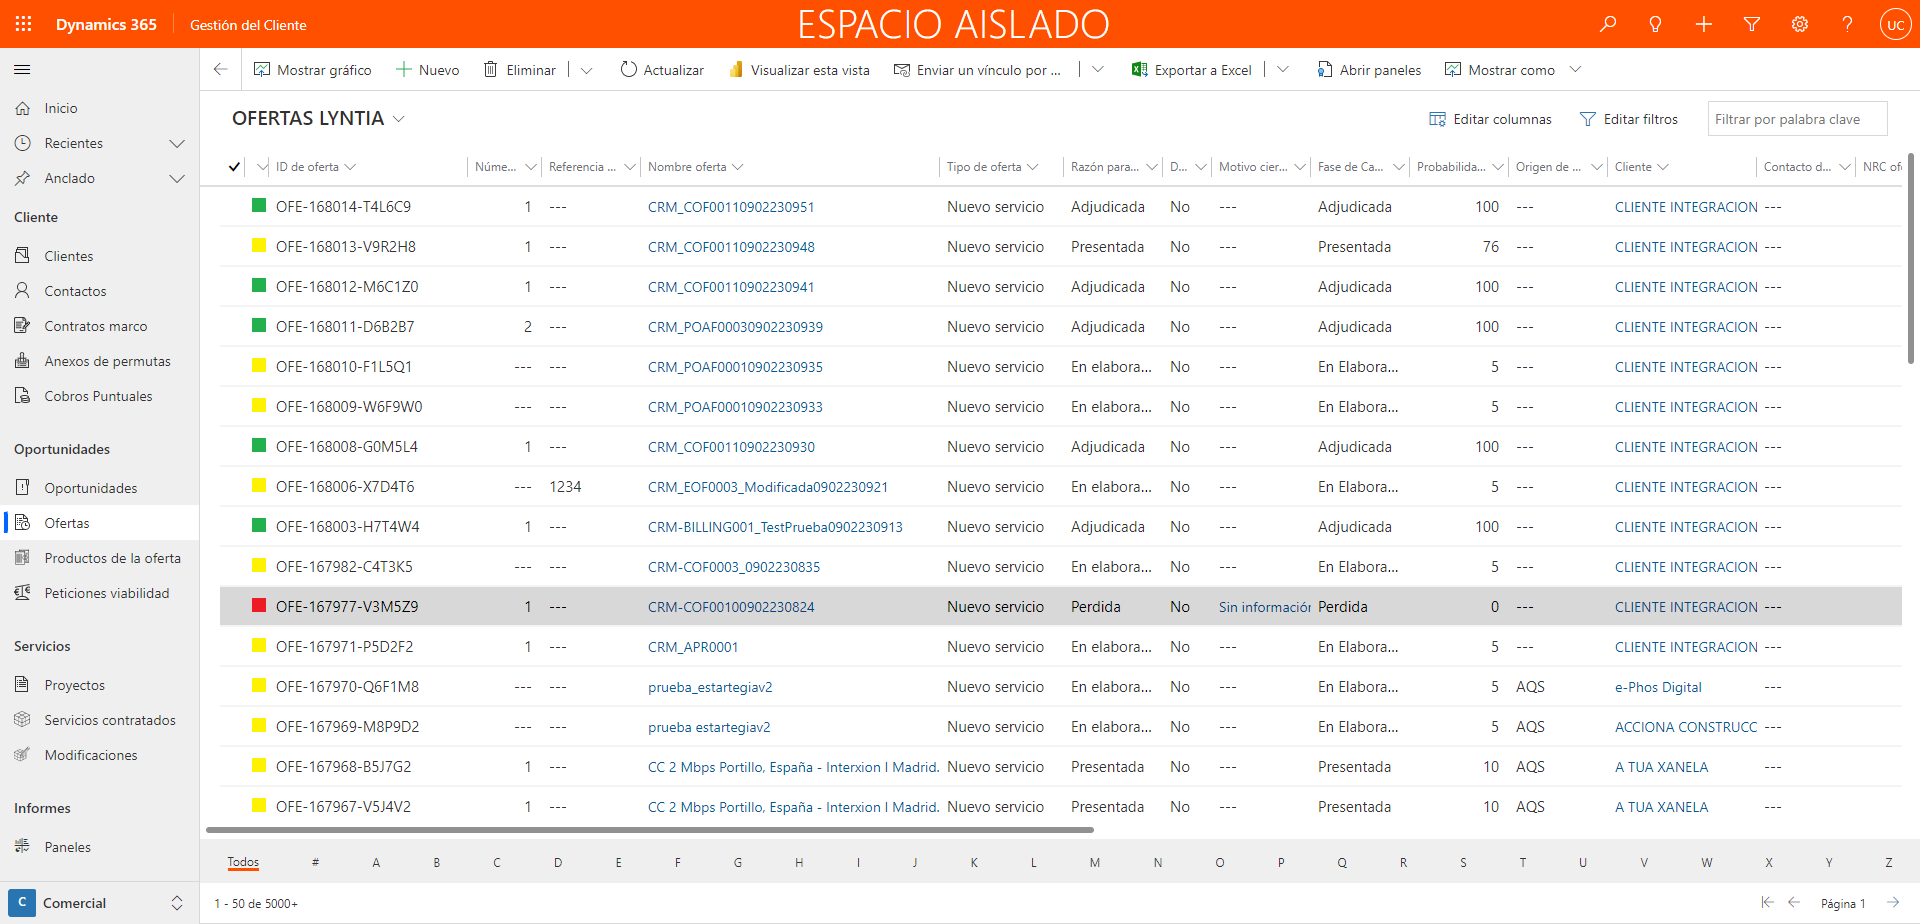 Dynamics 365 Gestión del Cliente ESPACIO AISLADO UC
Mostrar gráfico Nuevo Eliminar Actualizar Visualizar esta vista Enviar un vínculo por ... Exportar a Excel Abrir paneles Mostrar como
Inicio
Recientes
Anclado
Cliente
Clientes
Contactos
Contratos marco
Anexos de permutas
Cobros Puntuales
Oportunidades
Oportunidades
Ofertas
Productos de la oferta
Peticiones viabilidad
Servicios
Proyectos
Servicios contratados
Modificaciones
Informes
Paneles
C Comercial
OFERTAS LYNTIA Editar columnas Editar filtros Filtrar por palabra clave
ID de oferta Núme... Referencia ... Nombre oferta Tipo de oferta Razón para... D... Motivo cier... Fase de Ca... Probabilida... Origen de ... Cliente Contacto d... NRC of
OFE-168014-T4L6C9 1 --- CRM_COF00110902230951 Nuevo servicio Adjudicada No --- Adjudicada 100 --- CLIENTE INTEGRACION ---
OFE-168013-V9R2H8 1 --- CRM_COF00110902230948 Nuevo servicio Presentada No --- Presentada 76 --- CLIENTE INTEGRACION ---
OFE-168012-M6C1Z0 1 --- CRM_COF00110902230941 Nuevo servicio Adjudicada No --- Adjudicada 100 --- CLIENTE INTEGRACION ---
OFE-168011-D6B2B7 2 --- CRM_POAF00030902230939 Nuevo servicio Adjudicada No --- Adjudicada 100 --- CLIENTE INTEGRACION ---
OFE-168010-F1L5Q1 --- --- CRM_POAF00010902230935 Nuevo servicio En elabora... No --- En Elabora... 5 --- CLIENTE INTEGRACION ---
OFE-168009-W6F9W0 --- --- CRM_POAF00010902230933 Nuevo servicio En elabora... No --- En Elabora... 5 --- CLIENTE INTEGRACION ---
OFE-168008-G0M5L4 1 --- CRM_COF00110902230930 Nuevo servicio Adjudicada No --- Adjudicada 100 --- CLIENTE INTEGRACION ---
OFE-168006-X7D4T6 --- 1234 CRM_EOF0003_Modificada0902230921 Nuevo servicio En elabora... No --- En Elabora... 5 --- CLIENTE INTEGRACION ---
OFE-168003-H7T4W4 1 --- CRM-BILLING001_TestPrueba0902230913 Nuevo servicio Adjudicada No --- Adjudicada 100 --- CLIENTE INTEGRACION ---
OFE-167982-C4T3K5 --- --- CRM-COF0003_0902230835 Nuevo servicio En elabora... No --- En Elabora... 5 --- CLIENTE INTEGRACION ---
OFE-167977-V3M5Z9 1 --- CRM-COF00100902230824 Nuevo servicio Perdida No Sin información Perdida 0 --- CLIENTE INTEGRACION ---
OFE-167971-P5D2F2 1 --- CRM_APR0001 Nuevo servicio En elabora... No --- En Elabora... 5 --- CLIENTE INTEGRACION ---
OFE-167970-Q6F1M8 --- --- prueba_estartegiav2 Nuevo servicio En elabora... No --- En Elabora... 5 AQS e-Phos Digital ---
OFE-167969-M8P9D2 --- --- prueba estartegiav2 Nuevo servicio En elabora... No --- En Elabora... 5 AQS ACCIONA CONSTRUCC ---
OFE-167968-B5J7G2 1 --- CC 2 Mbps Portillo, España - Interxion I Madrid. Nuevo servicio Presentada No --- Presentada 10 AQS A TUA XANELA ---
OFE-167967-V5J4V2 1 --- CC 2 Mbps Portillo, España - Interxion I Madrid. Nuevo servicio Presentada No --- Presentada 10 AQS A TUA XANELA ---
Todos # A B C D E F G H I J K L M N O P Q R S T U V W X Y Z
1 - 50 de 5000+ Página 1